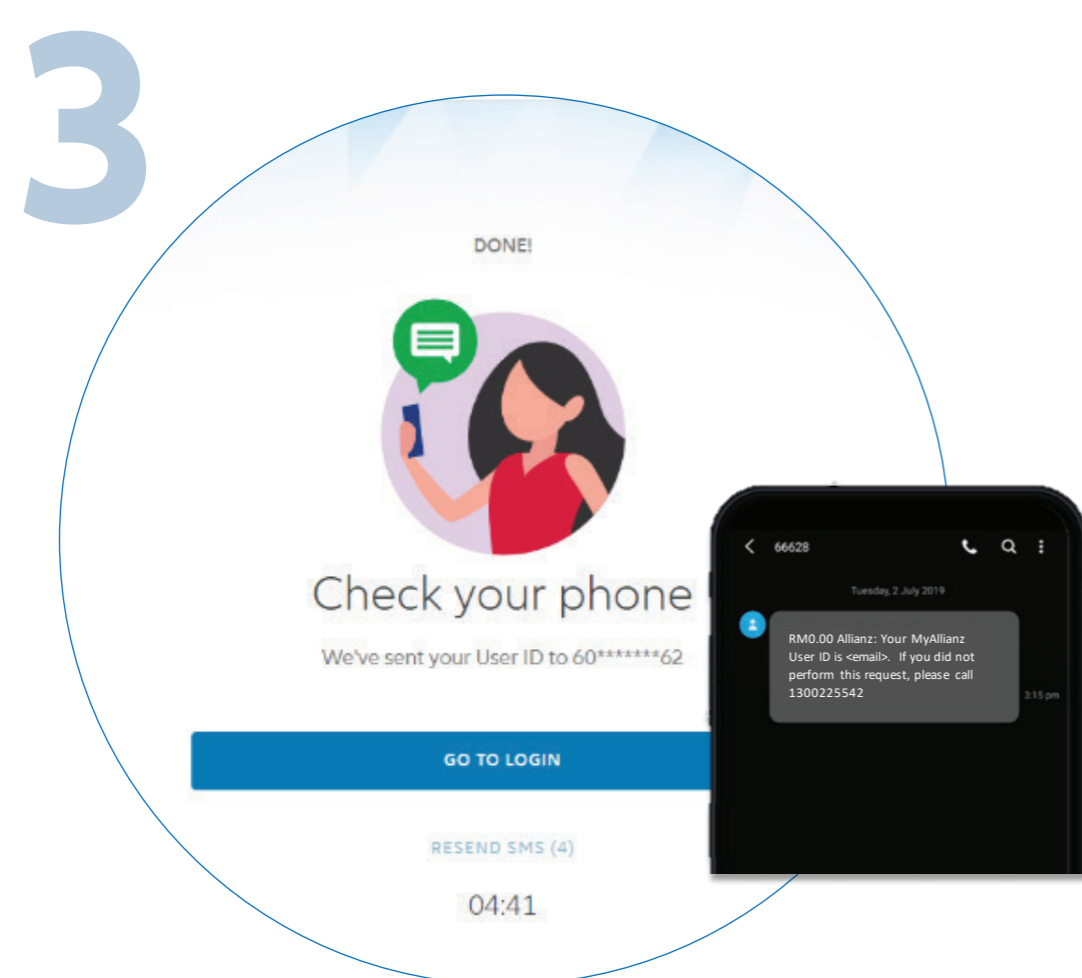 3
DONE!
Check your phone
We've sent your User ID to 60*******62
GO TO LOGIN
RESEND SMS (4)
04:41
66628
Tuesday, 2 July 2019
RM0.00 Allianz: Your MyAllianz
User ID is <email>. If you did not
perform this request, please call
1300225542
3:15 pm